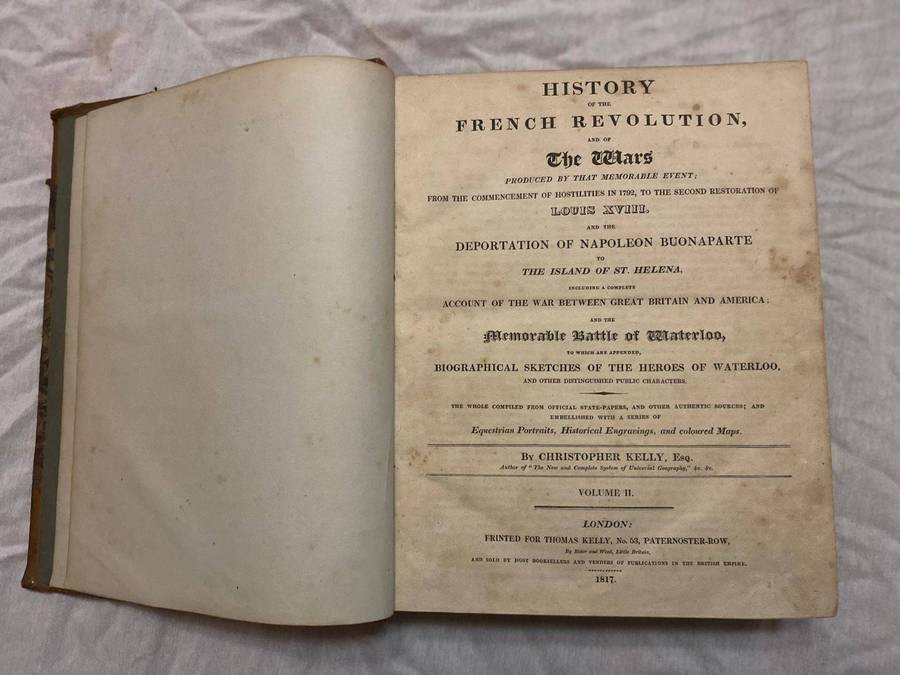 HISTORY
OF THE
FRENCH REVOLUTION,
AND OF
The Wars
PRODUCED BY THAT MEMORABLE EVENT;
FROM THE COMMENCEMENT OF HOSTILITIES IN 1792, TO THE SECOND RESTORATION OF
LOUIS XVIII.
AND THE
DEPORTATION OF NAPOLEON BUONAPARTE
TO
THE ISLAND OF ST. HELENA,
INCLUDING A COMPLETE
ACCOUNT OF THE WAR BETWEEN GREAT BRITAIN AND AMERICA;
AND THE
Memorable Battle of Waterloo,
TO WHICH ARE APPENDED,
BIOGRAPHICAL SKETCHES OF THE HEROES OF WATERLOO,
AND OTHER DISTINGUISHED PUBLIC CHARACTERS.
THE WHOLE COMPILED FROM OFFICIAL STATE-PAPERS, AND OTHER AUTHENTIC SOURCES; AND
EMBELLISHED WITH A SERIES OF
Equestrian Portraits, Historical Engravings, and coloured Maps.
By CHRISTOPHER KELLY, Esq.
Author of "The New and Complete System of Universal Geography," &c. &c.
VOLUME II.
LONDON:
PRINTED FOR THOMAS KELLY, No. 53, PATERNOSTER-ROW,
By Rider and Weed, Little Britain,
AND SOLD BY MOST BOOKSELLERS AND VENDERS OF PUBLICATIONS IN THE BRITISH EMPIRE.
1817.